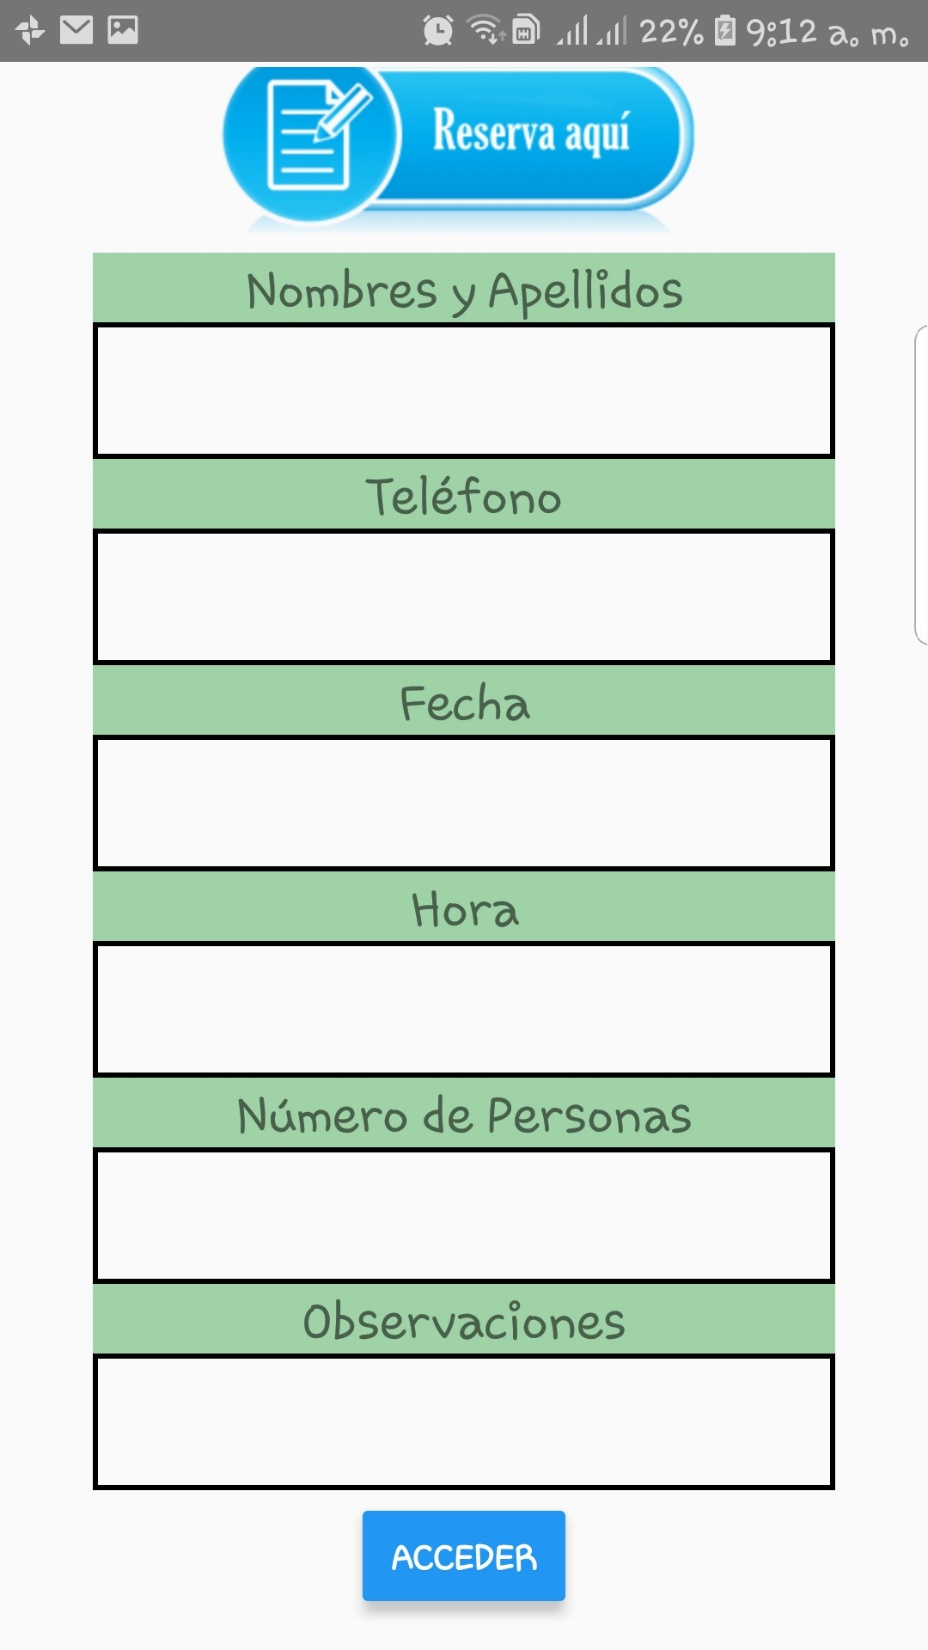 22% 9:12 a. m.
Reserva aquí
Nombres y Apellidos
Teléfono
Fecha
Hora
Número de Personas
Observaciones
ACCEDER